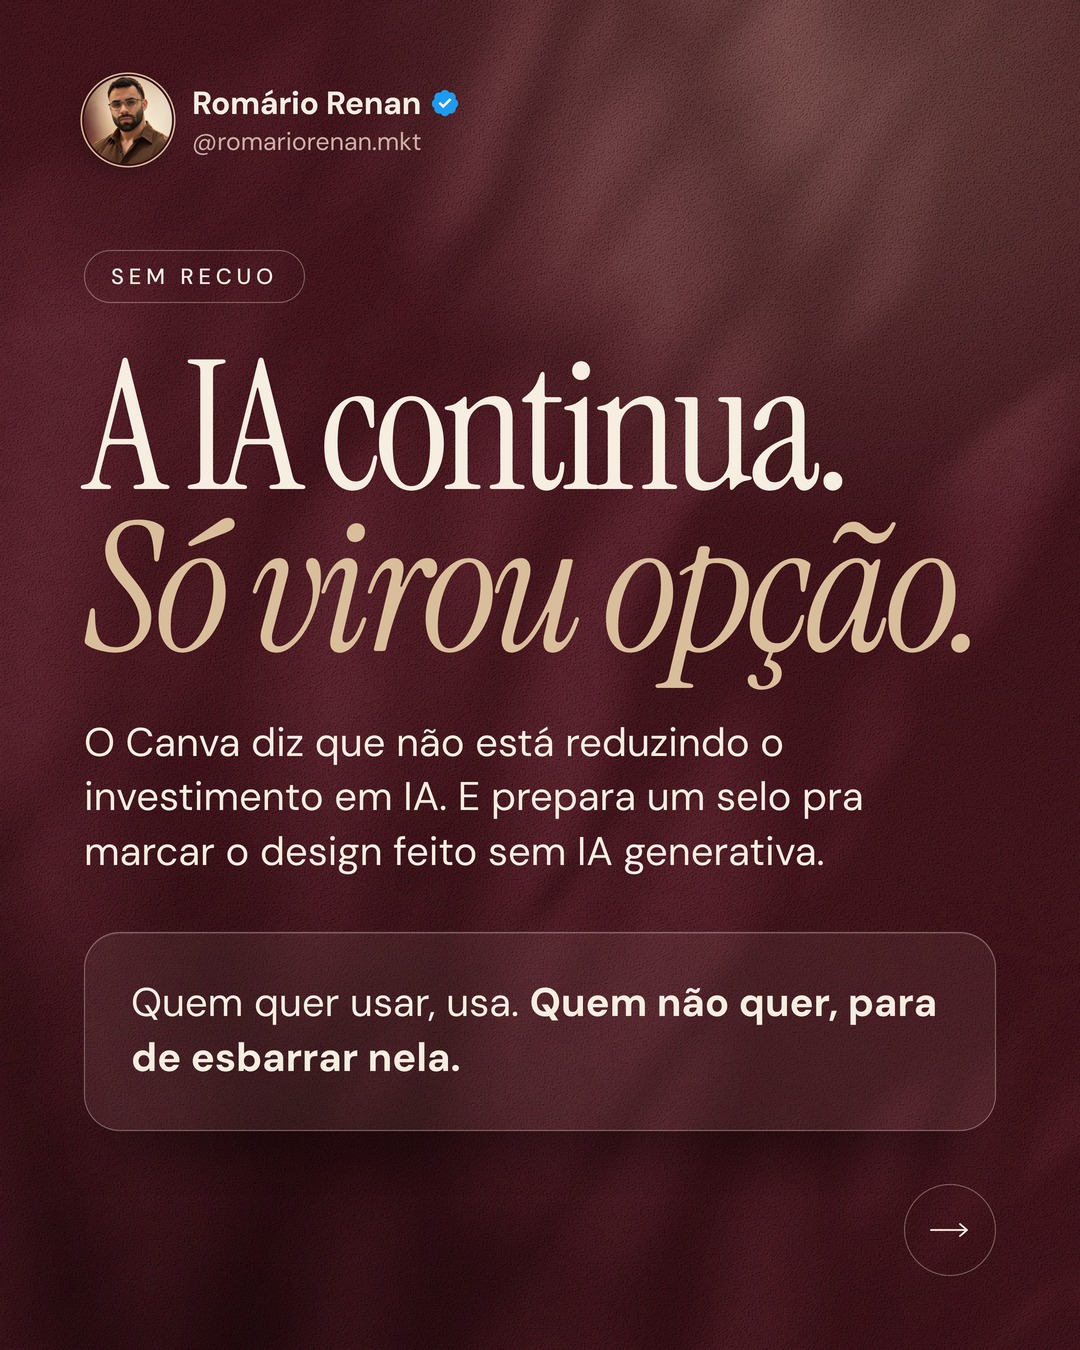 Romário Renan
@romariorenan.mkt
SEM RECUO
A IA continua.
Só virou opção.
O Canva diz que não está reduzindo o
investimento em IA. E prepara um selo pra
marcar o design feito sem IA generativa.
Quem quer usar, usa. Quem não quer, para
de esbarrar nela.